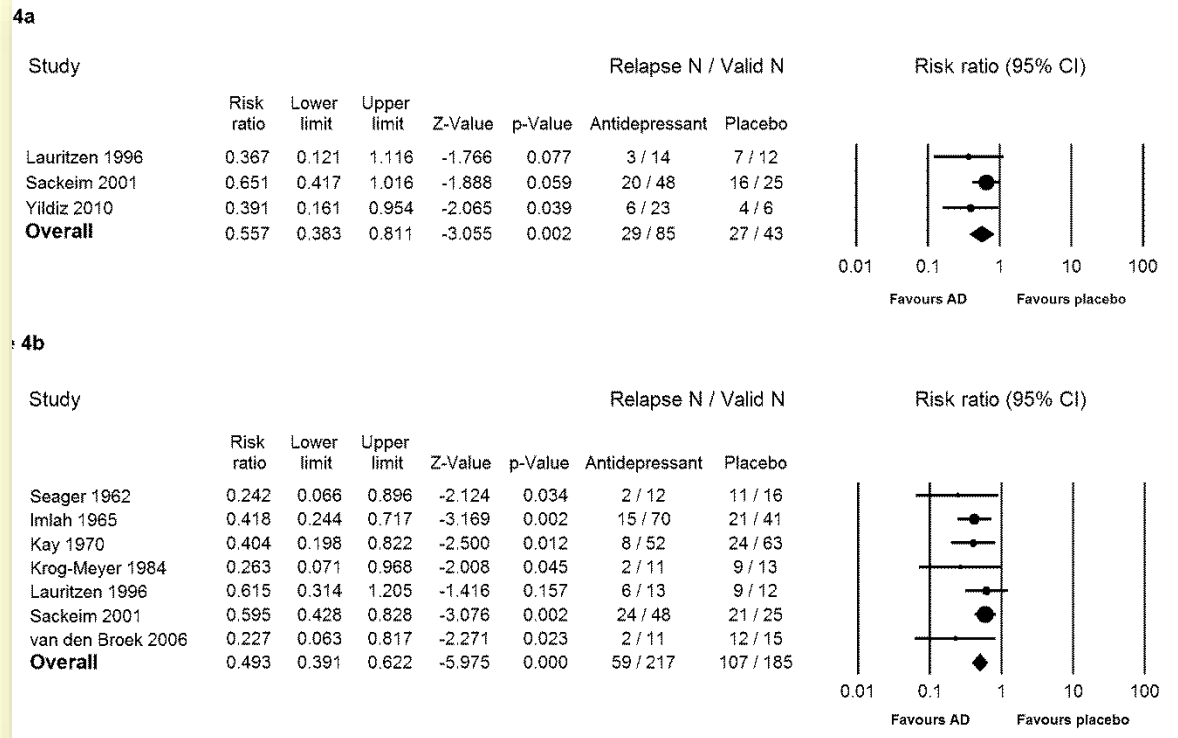 4a
Study Relapse N / Valid N Risk ratio (95% CI)
Risk ratio Lower limit Upper limit Z-Value p-Value Antidepressant Placebo
Lauritzen 1996 0.367 0.121 1.116 -1.766 0.077 3 / 14 7 / 12
Sackeim 2001 0.651 0.417 1.016 -1.888 0.059 20 / 48 16 / 25
Yildiz 2010 0.391 0.161 0.954 -2.065 0.039 6 / 23 4 / 6
Overall 0.557 0.383 0.811 -3.055 0.002 29 / 85 27 / 43
0.01 0.1 1 10 100
Favours AD Favours placebo
4b
Study Relapse N / Valid N Risk ratio (95% CI)
Risk ratio Lower limit Upper limit Z-Value p-Value Antidepressant Placebo
Seager 1962 0.242 0.066 0.896 -2.124 0.034 2 / 12 11 / 16
Imlah 1965 0.418 0.244 0.717 -3.169 0.002 15 / 70 21 / 41
Kay 1970 0.404 0.198 0.822 -2.500 0.012 8 / 52 24 / 63
Krog-Meyer 1984 0.263 0.071 0.968 -2.008 0.045 2 / 11 9 / 13
Lauritzen 1996 0.615 0.314 1.205 -1.416 0.157 6 / 13 9 / 12
Sackeim 2001 0.595 0.428 0.828 -3.076 0.002 24 / 48 21 / 25
van den Broek 2006 0.227 0.063 0.817 -2.271 0.023 2 / 11 12 / 15
Overall 0.493 0.391 0.622 -5.975 0.000 59 / 217 107 / 185
0.01 0.1 1 10 100
Favours AD Favours placebo